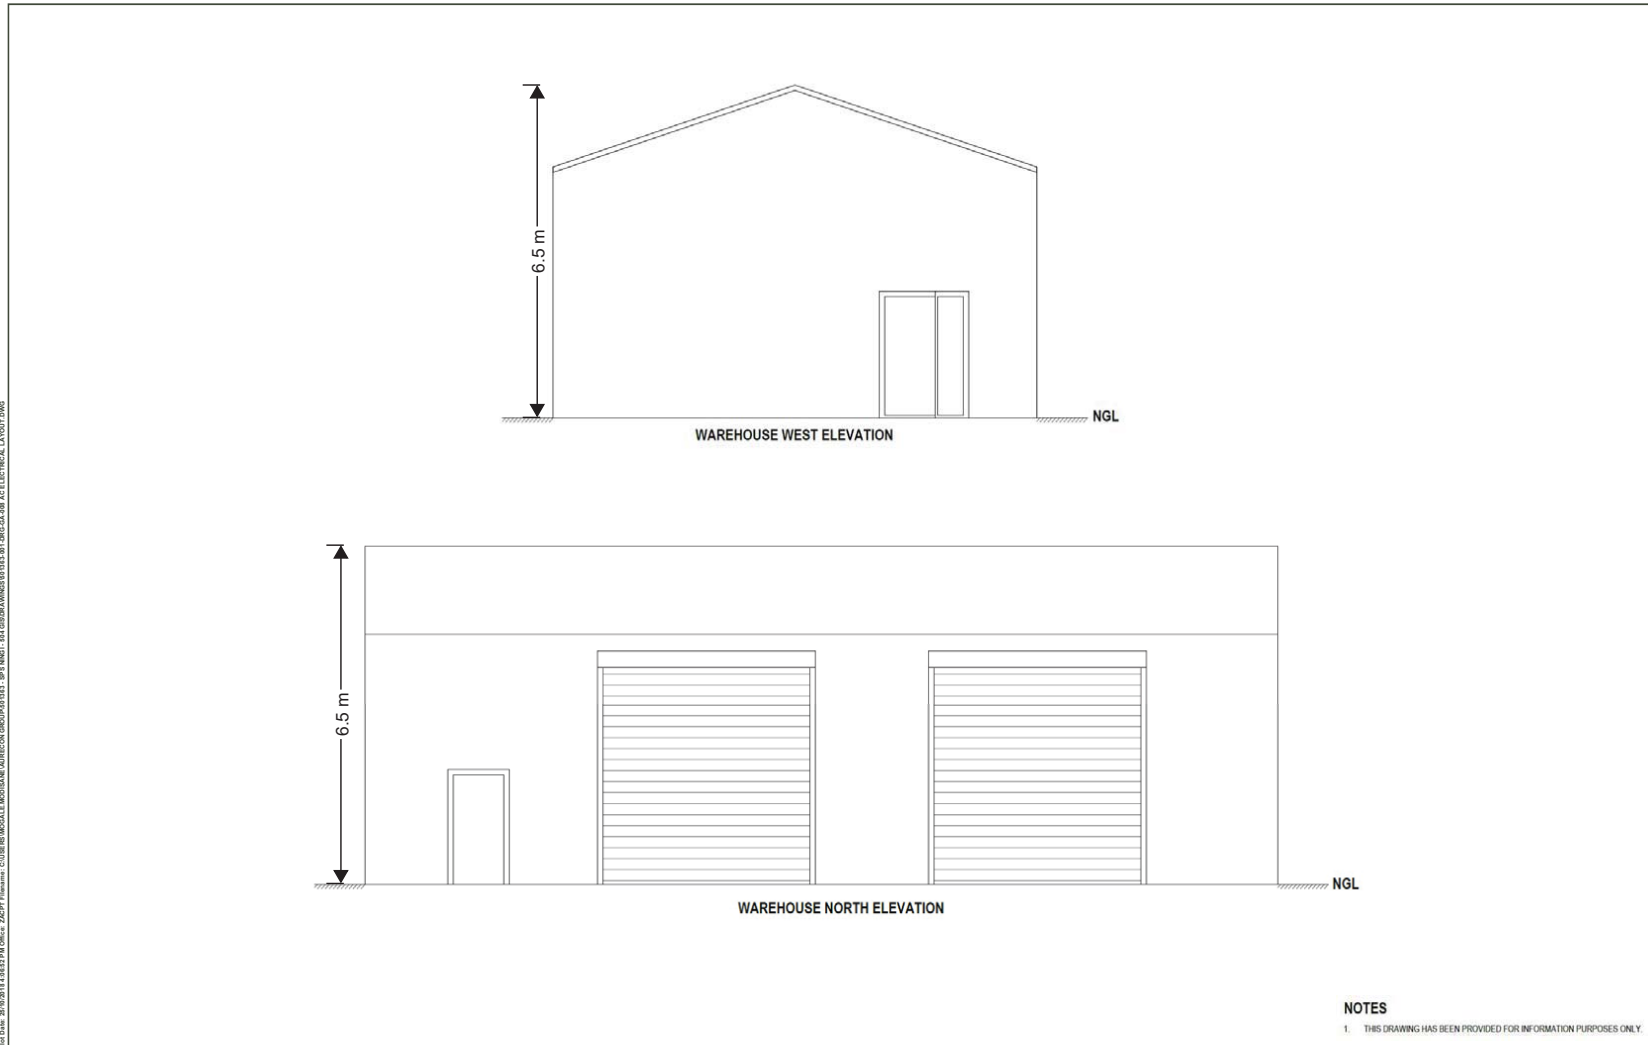 6.5 m
NGL
WAREHOUSE WEST ELEVATION
6.5 m
NGL
WAREHOUSE NORTH ELEVATION
NOTES
1. THIS DRAWING HAS BEEN PROVIDED FOR INFORMATION PURPOSES ONLY.